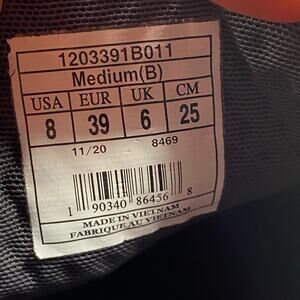 1203391B011
Medium(B)
USA EUR UK CM
8 39 6 25
11/20 8469
1 90340 86456 8
MADE IN VIETNAM
FABRIQUE AU VIETNAM